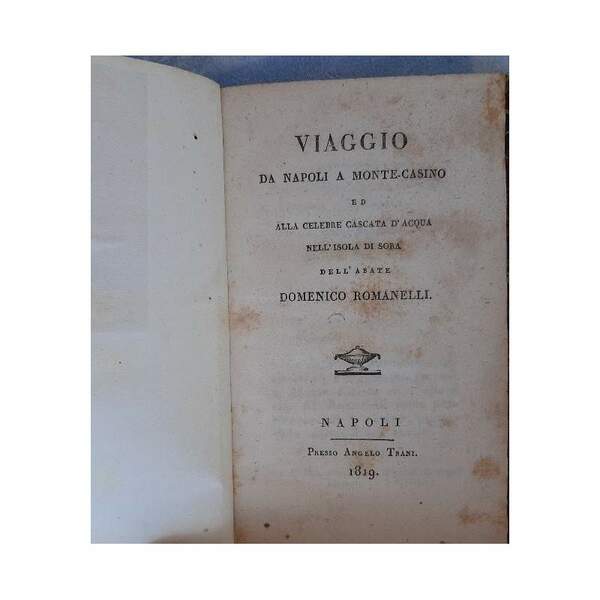 VIAGGIO
DA NAPOLI A MONTE-CASINO
ED
ALLA CELEBRE CASCATA D'ACQUA
NELL'ISOLA DI SORA
DELL'ABATE
DOMENICO ROMANELLI.
NAPOLI
PRESSO ANGELO TRANI.
1819.